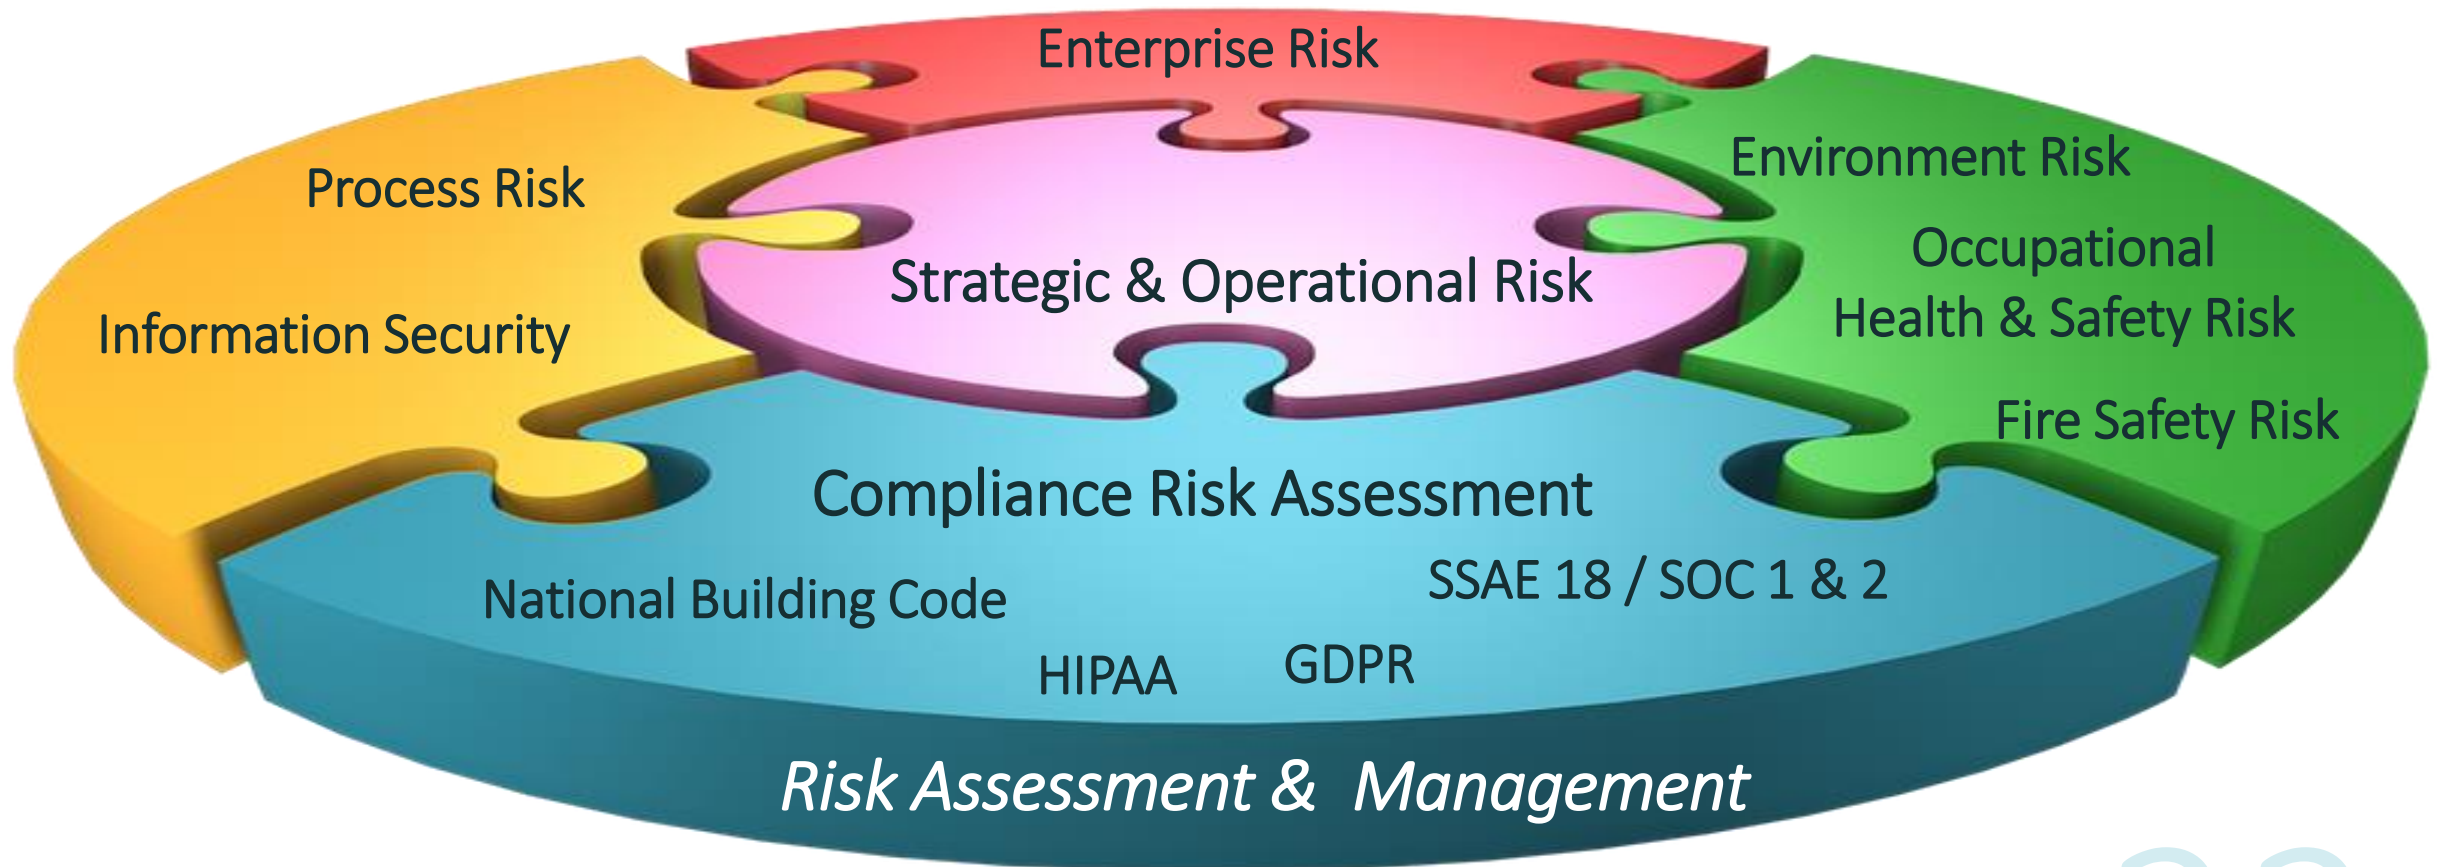 Enterprise Risk
Process Risk
Information Security
Strategic & Operational Risk
Environment Risk
Occupational
Health & Safety Risk
Fire Safety Risk
Compliance Risk Assessment
National Building Code
SSAE 18 / SOC 1 & 2
HIPAA
GDPR
Risk Assessment & Management